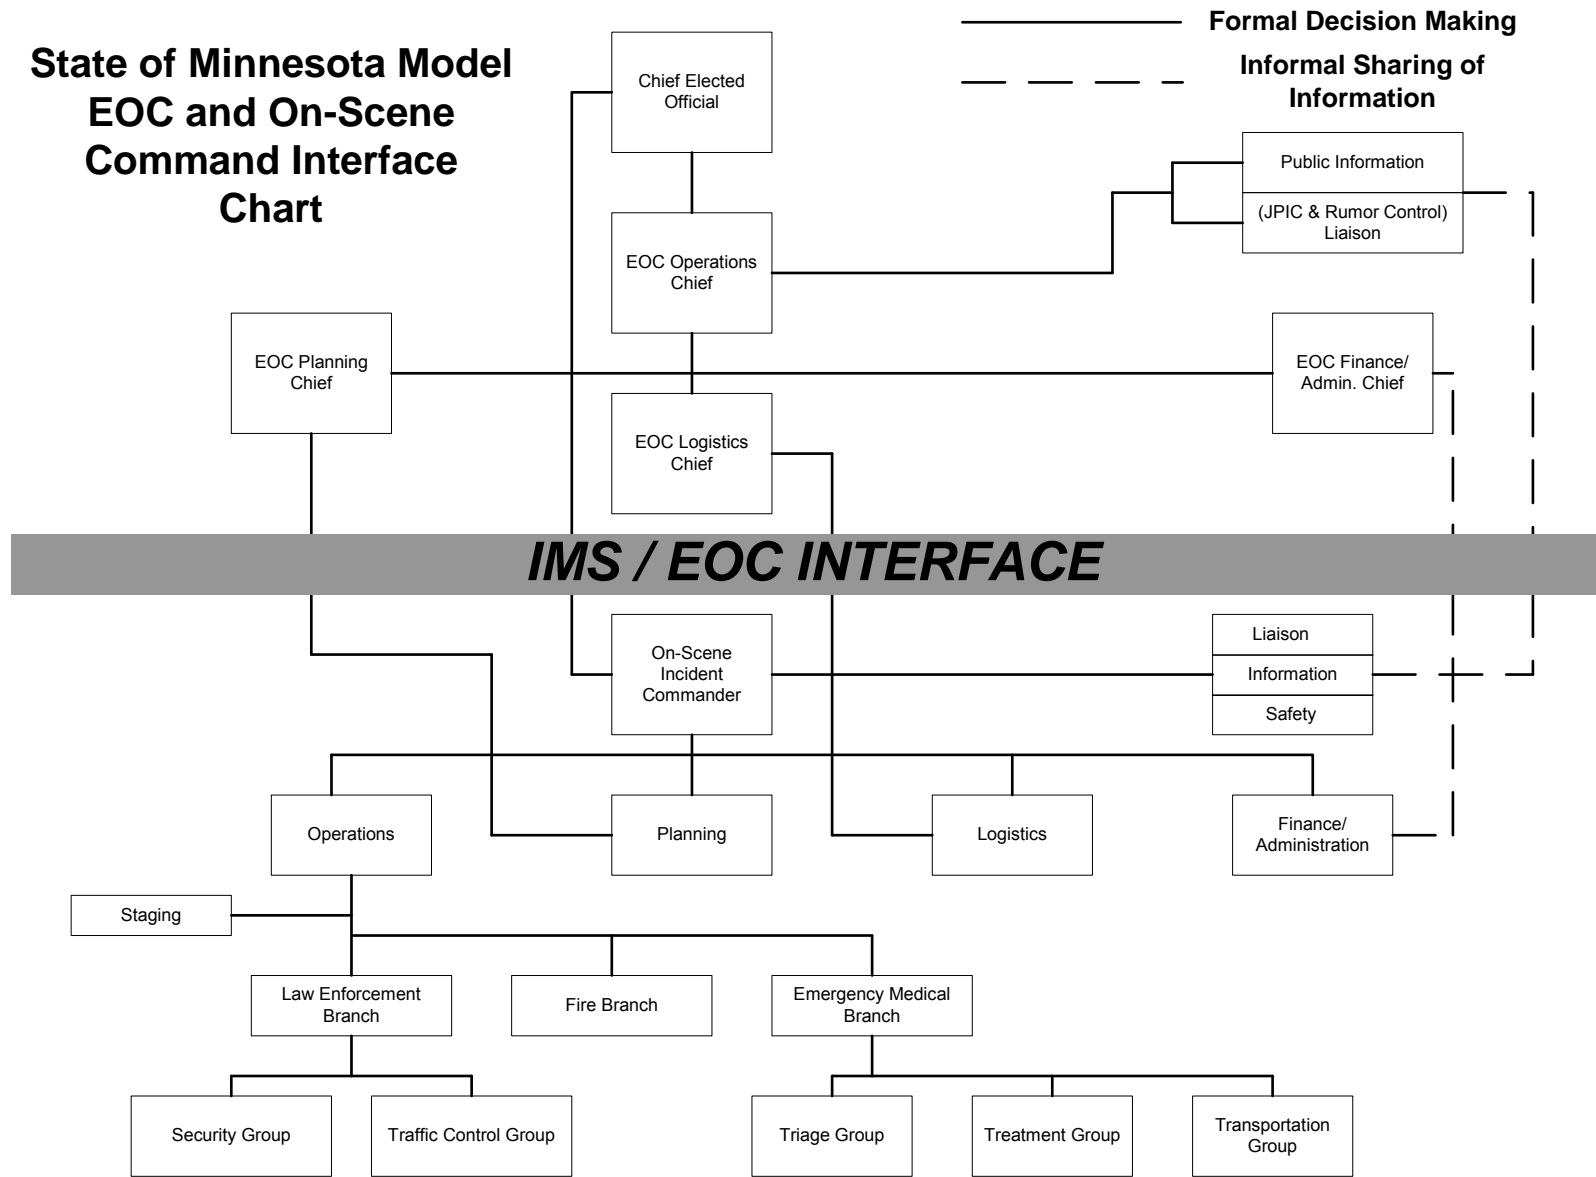 State of Minnesota Model
EOC and On-Scene
Command Interface
Chart
Formal Decision Making
Informal Sharing of
Information
Chief Elected
Official
Public Information
(JPIC & Rumor Control)
Liaison
EOC Operations
Chief
EOC Planning
Chief
EOC Finance/
Admin. Chief
EOC Logistics
Chief
IMS / EOC INTERFACE
On-Scene
Incident
Commander
Liaison
Information
Safety
Operations
Planning
Logistics
Finance/
Administration
Staging
Law Enforcement
Branch
Fire Branch
Emergency Medical
Branch
Security Group
Traffic Control Group
Triage Group
Treatment Group
Transportation
Group